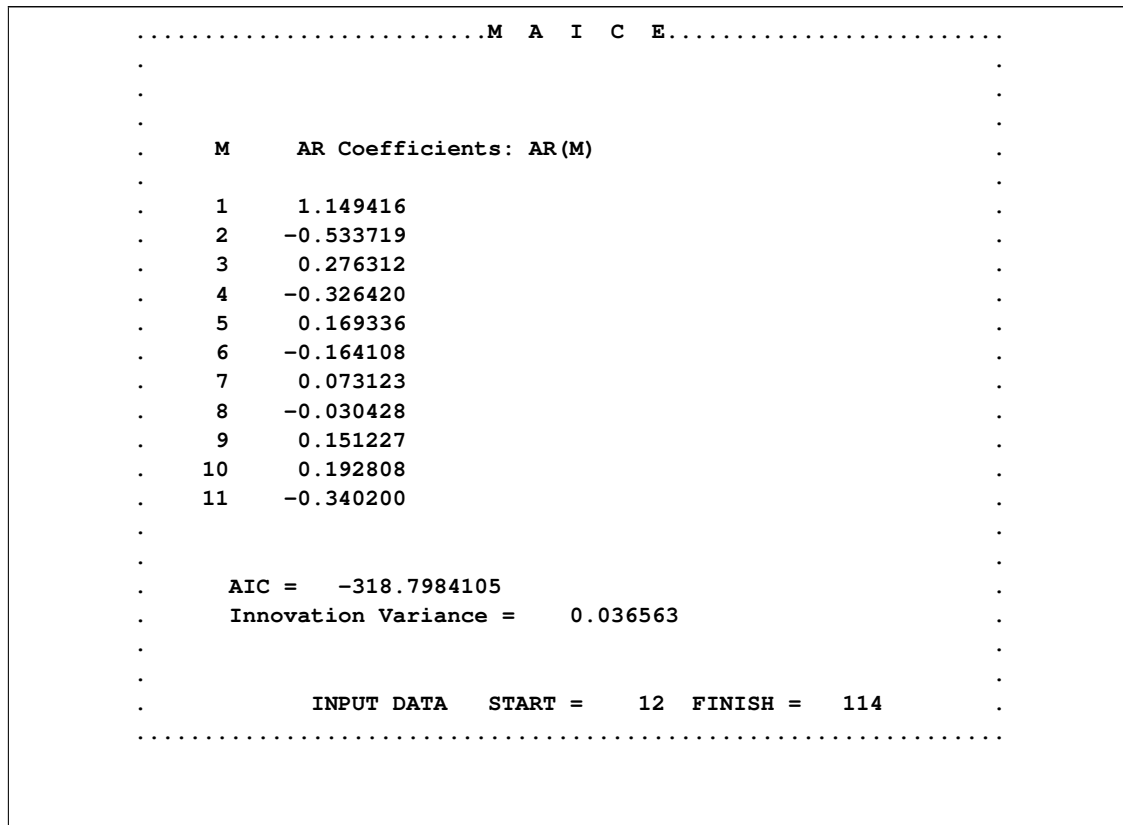 ..........................M A I C E.........................
. .
. .
. .
. M AR Coefficients: AR(M) .
. .
. 1 1.149416 .
. 2 -0.533719 .
. 3 0.276312 .
. 4 -0.326420 .
. 5 0.169336 .
. 6 -0.164108 .
. 7 0.073123 .
. 8 -0.030428 .
. 9 0.151227 .
. 10 0.192808 .
. 11 -0.340200 .
. .
. .
. AIC = -318.7984105 .
. Innovation Variance = 0.036563 .
. .
. .
. INPUT DATA START = 12 FINISH = 114 .
................................................................